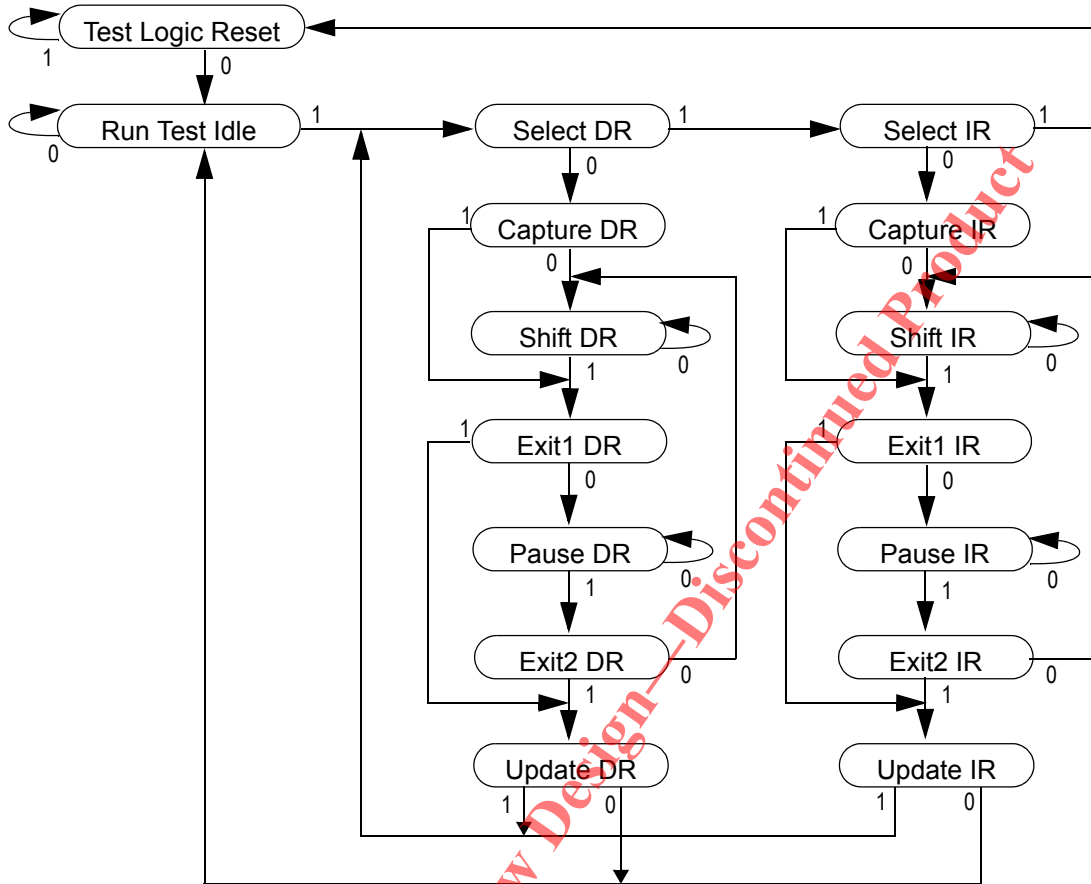 Test Logic Reset
1
0
Run Test Idle
0
1
Select DR
1
0
Select IR
1
0
1
Capture DR
0
1
Capture IR
0
Shift DR
0
1
Shift IR
0
1
1
Exit1 DR
0
1
Exit1 IR
0
Pause DR
0
1
Pause IR
0
1
Exit2 DR
0
1
Exit2 IR
0
1
Update DR
1
0
Update IR
1
0
Design—Discontinued Product